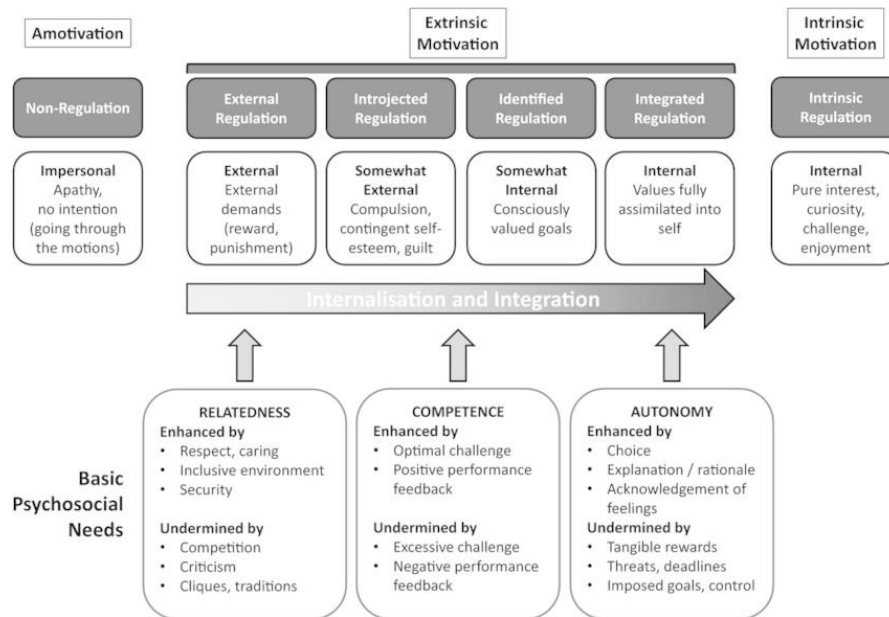 Amotivation
Extrinsic
Motivation
Intrinsic
Motivation
Non-Regulation
External
Regulation
Introjected
Regulation
Identified
Regulation
Integrated
Regulation
Intrinsic
Regulation
Impersonal
Apathy,
no intention
(going through
the motions)
External
External
demands
(reward,
punishment)
Somewhat
External
Compulsion,
contingent self-
esteem, guilt
Somewhat
Internal
Consciously
valued goals
Internal
Values fully
assimilated into
self
Internal
Pure interest,
curiosity,
challenge,
enjoyment
Internalisation and Integration
Basic
Psychosocial
Needs
RELATEDNESS
Enhanced by
• Respect, caring
• Inclusive environment
• Security
Undermined by
• Competition
• Criticism
• Cliques, traditions
COMPETENCE
Enhanced by
• Optimal challenge
• Positive performance
feedback
Undermined by
• Excessive challenge
• Negative performance
feedback
AUTONOMY
Enhanced by
• Choice
• Explanation / rationale
• Acknowledgement of
feelings
Undermined by
• Tangible rewards
• Threats, deadlines
• Imposed goals, control